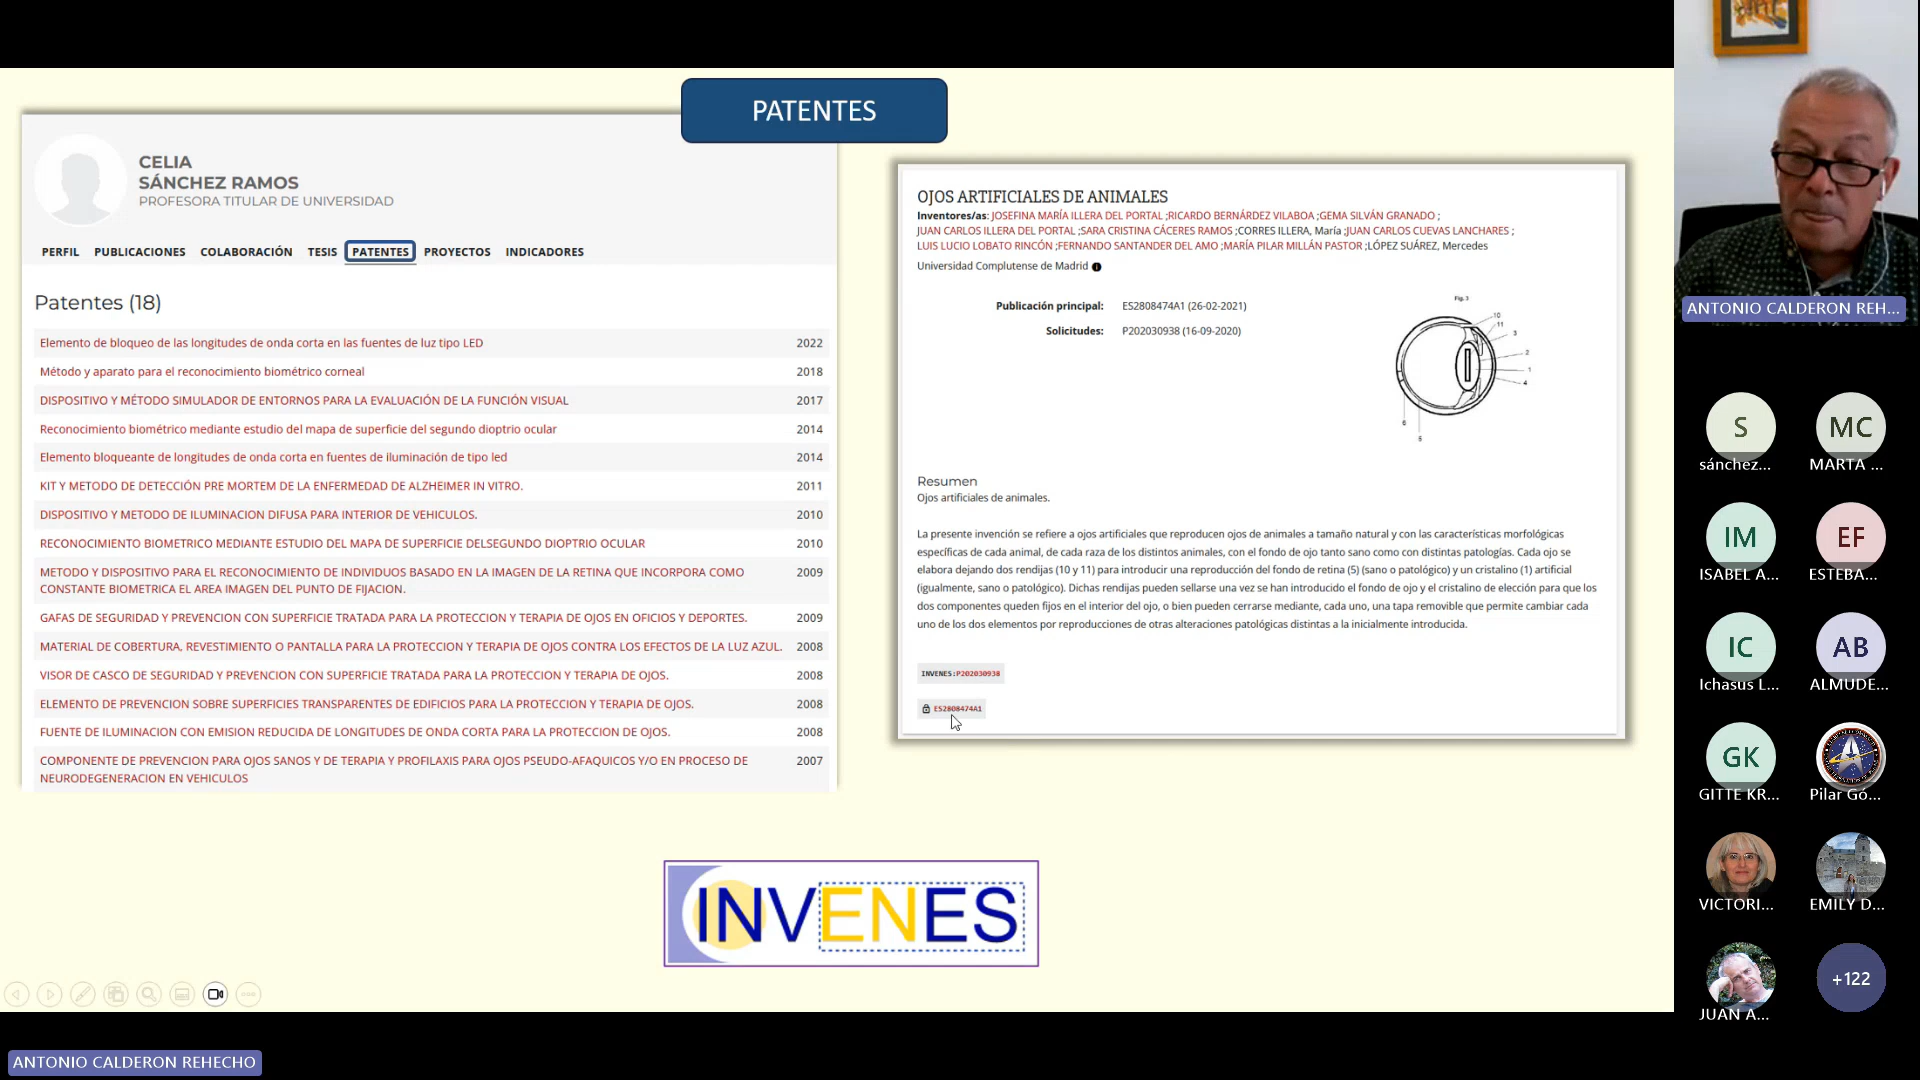 PATENTES
CELIA
SÁNCHEZ RAMOS
PROFESORA TITULAR DE UNIVERSIDAD
PERFIL PUBLICACIONES COLABORACIÓN TESIS PATENTES PROYECTOS INDICADORES
Patentes (18)
Elemento de bloqueo de las longitudes de onda corta en las fuentes de luz tipo LED 2022
Método y aparato para el reconocimiento biométrico corneal 2018
DISPOSITIVO Y MÉTODO SIMULADOR DE ENTORNOS PARA LA EVALUACIÓN DE LA FUNCIÓN VISUAL 2017
Reconocimiento biométrico mediante estudio del mapa de superficie del segundo dioptrio ocular 2014
Elemento bloqueante de longitudes de onda corta en fuentes de iluminación de tipo led 2014
KIT Y METODO DE DETECCIÓN PRE MORTEM DE LA ENFERMEDAD DE ALZHEIMER IN VITRO. 2011
DISPOSITIVO Y METODO DE ILUMINACION DIFUSA PARA INTERIOR DE VEHICULOS. 2010
RECONOCIMIENTO BIOMETRICO MEDIANTE ESTUDIO DEL MAPA DE SUPERFICIE DELSEGUNDO DIOPTRIO OCULAR 2010
METODO Y DISPOSITIVO PARA EL RECONOCIMIENTO DE INDIVIDUOS BASADO EN LA IMAGEN DE LA RETINA QUE INCORPORA COMO 2009
CONSTANTE BIOMETRICA EL AREA IMAGEN DEL PUNTO DE FIJACION.
GAFAS DE SEGURIDAD Y PREVENCION CON SUPERFICIE TRATADA PARA LA PROTECCION Y TERAPIA DE OJOS EN OFICIOS Y DEPORTES. 2009
MATERIAL DE COBERTURA, REVESTIMIENTO O PANTALLA PARA LA PROTECCION Y TERAPIA DE OJOS CONTRA LOS EFECTOS DE LA LUZ AZUL. 2008
VISOR DE CASCO DE SEGURIDAD Y PREVENCION CON SUPERFICIE TRATADA PARA LA PROTECCION Y TERAPIA DE OJOS. 2008
ELEMENTO DE PREVENCION SOBRE SUPERFICIES TRANSPARENTES DE EDIFICIOS PARA LA PROTECCION Y TERAPIA DE OJOS. 2008
FUENTE DE ILUMINACION CON EMISION REDUCIDA DE LONGITUDES DE ONDA CORTA PARA LA PROTECCION DE OJOS. 2008
COMPONENTE DE PREVENCION PARA OJOS SANOS Y DE TERAPIA Y PROFILAXIS PARA OJOS PSEUDO-AFAQUICOS Y/O EN PROCESO DE 2007
NEURODEGENERACION EN VEHICULOS
OJOS ARTIFICIALES DE ANIMALES
Inventores/as: JOSEFINA MARÍA ILLERA DEL PORTAL ;RICARDO BERNÁRDEZ VILABOA ;GEMA SILVÁN GRANADO ;
JUAN CARLOS ILLERA DEL PORTAL ;SARA CRISTINA CÁCERES RAMOS ;CORRES ILLERA, María ;JUAN CARLOS CUEVAS LANCHARES ;
LUIS LUCIO LOBATO RINCÓN ;FERNANDO SANTANDER DEL AMO ;MARÍA PILAR MILLÁN PASTOR ;LÓPEZ SUÁREZ, Mercedes
Universidad Complutense de Madrid
Publicación principal: ES2808474A1 (26-02-2021)
Solicitudes: P202030938 (16-09-2020)
Fig. 3
10
11
3
2
1
4
6
5
Resumen
Ojos artificiales de animales.
La presente invención se refiere a ojos artificiales que reproducen ojos de animales a tamaño natural y con las características morfológicas
específicas de cada animal, de cada raza de los distintos animales, con el fondo de ojo tanto sano como con distintas patologías. Cada ojo se
elabora dejando dos rendijas (10 y 11) para introducir una reproducción del fondo de retina (5) (sano o patológico) y un cristalino (1) artificial
(igualmente, sano o patológico). Dichas rendijas pueden sellarse una vez se han introducido el fondo de ojo y el cristalino de elección para que los
dos componentes queden fijos en el interior del ojo, o bien pueden cerrarse mediante, cada uno, una tapa removible que permite cambiar cada
uno de los dos elementos por reproducciones de otras alteraciones patológicas distintas a la inicialmente introducida.
INVENES:P202030938
ES2808474A1
INVENES
ANTONIO CALDERON REHECHO
ANTONIO CALDERON REH...
S MC
sánchez... MARTA ...
IM EF
ISABEL A... ESTEBA...
IC AB
Ichasus L... ALMUDE...
GK
GITTE KR... Pilar Gó...
VICTORI... EMILY D...
+122
JUAN A...